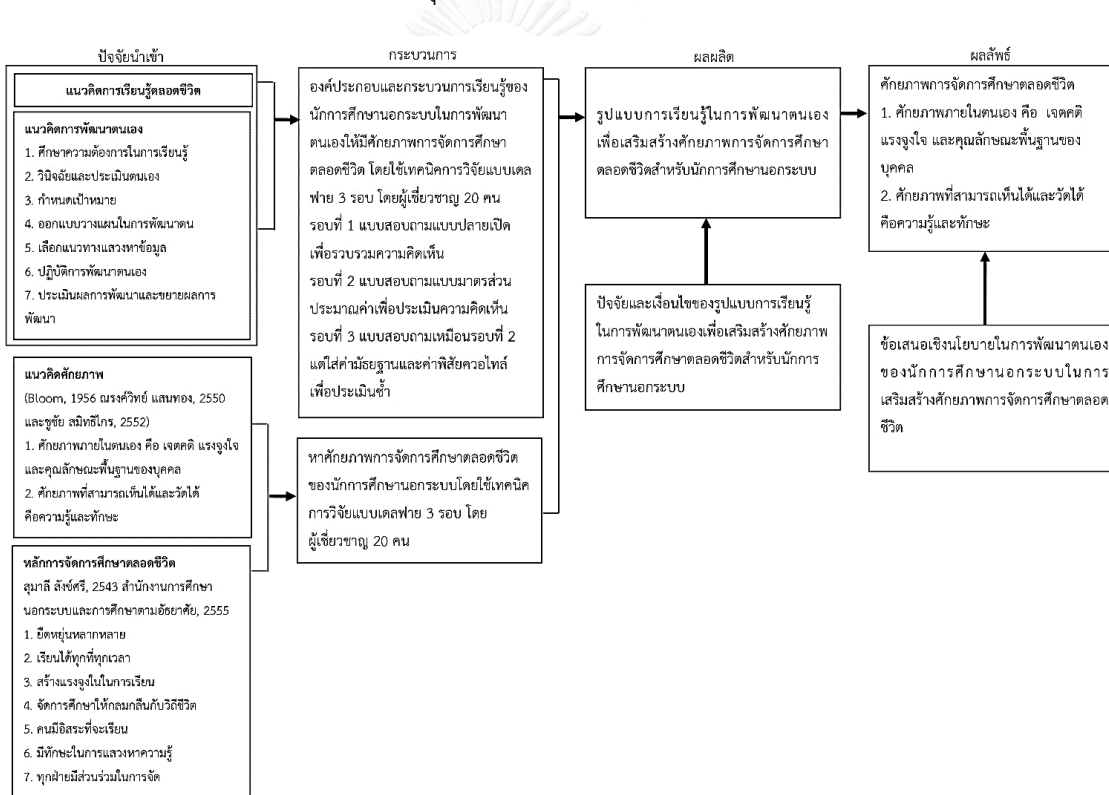 ปัจจัยนำเข้า
แนวคิดการเรียนรู้ตลอดชีวิต
แนวคิดการพัฒนาตนเอง
1. ศึกษาความต้องการในการเรียนรู้
2. วินิจฉัยและประเมินตนเอง
3. กำหนดเป้าหมาย
4. ออกแบบวางแผนในการพัฒนาตน
5. เลือกแนวทางแสวงหาข้อมูล
6. ปฏิบัติการพัฒนาตนเอง
7. ประเมินผลการพัฒนาและขยายผลการ
พัฒนา
แนวคิดศักยภาพ
(Bloom, 1956 ณรงค์วิทย์ แสนทอง, 2550
และชูชัย สมิทธิไกร, 2552)
1. ศักยภาพภายในตนเอง คือ เจตคติ แรงจูงใจ
และคุณลักษณะพื้นฐานของบุคคล
2. ศักยภาพที่สามารถเห็นได้และวัดได้
คือความรู้และทักษะ
หลักการจัดการศึกษาตลอดชีวิต
สุมาลี สังข์ศรี, 2543 สำนักงานการศึกษา
นอกระบบและการศึกษาตามอัธยาศัย, 2555
1. ยืดหยุ่นหลากหลาย
2. เรียนได้ทุกที่ทุกเวลา
3. สร้างแรงจูงใจในการเรียน
4. จัดการศึกษาให้กลมกลืนกับวิถีชีวิต
5. คนมีอิสระที่จะเรียน
6. มีทักษะในการแสวงหาความรู้
7. ทุกฝ่ายมีส่วนร่วมในการจัด
กระบวนการ
องค์ประกอบและกระบวนการเรียนรู้ของ
นักการศึกษานอกระบบในการพัฒนา
ตนเองให้มีศักยภาพการจัดการศึกษา
ตลอดชีวิต โดยใช้เทคนิคการวิจัยแบบเดล
ฟาย 3 รอบ โดยผู้เชี่ยวชาญ 20 คน
รอบที่ 1 แบบสอบถามแบบปลายเปิด
เพื่อรวบรวมความคิดเห็น
รอบที่ 2 แบบสอบถามแบบมาตรส่วน
ประมาณค่าเพื่อประเมินความคิดเห็น
รอบที่ 3 แบบสอบถามเหมือนรอบที่ 2
แต่ใส่ค่ามัธยฐานและค่าพิสัยควอไทล์
เพื่อประเมินซ้ำ
หาศักยภาพการจัดการศึกษาตลอดชีวิต
ของนักการศึกษานอกระบบโดยใช้เทคนิค
การวิจัยแบบเดลฟาย 3 รอบ โดย
ผู้เชี่ยวชาญ 20 คน
ผลผลิต
รูปแบบการเรียนรู้ในการพัฒนาตนเอง
เพื่อเสริมสร้างศักยภาพการจัดการศึกษา
ตลอดชีวิตสำหรับนักการศึกษานอกระบบ
ปัจจัยและเงื่อนไขของรูปแบบการเรียนรู้
ในการพัฒนาตนเองเพื่อเสริมสร้างศักยภาพ
การจัดการศึกษาตลอดชีวิตสำหรับนักการ
ศึกษานอกระบบ
ผลลัพธ์
ศักยภาพการจัดการศึกษาตลอดชีวิต
1. ศักยภาพภายในตนเอง คือ เจตคติ
แรงจูงใจ และคุณลักษณะพื้นฐานของ
บุคคล
2. ศักยภาพที่สามารถเห็นได้และวัดได้
คือความรู้และทักษะ
ข้อเสนอเชิงนโยบายในการพัฒนาตนเอง
ของนักการศึกษานอกระบบในการ
เสริมสร้างศักยภาพการจัดการศึกษาตลอด
ชีวิต